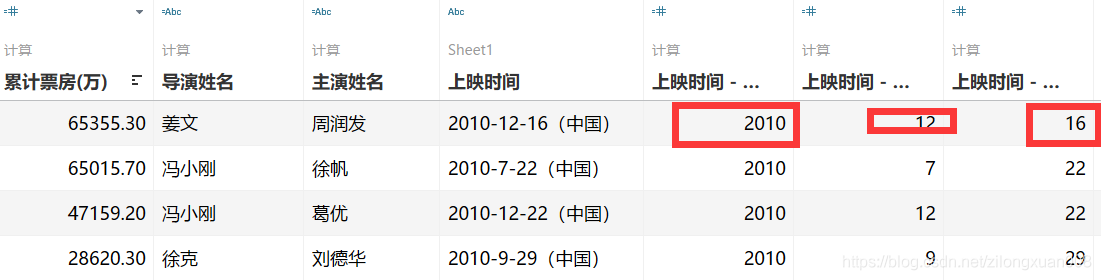 =Abc =Abc Abc
计算 计算 计算 Sheet1 计算 计算 计算
累计票房(万) 导演姓名 主演姓名 上映时间 上映时间 - ... 上映时间 - ... 上映时间 - ...
65355.30 姜文 周润发 2010-12-16（中国） 2010 12 16
65015.70 冯小刚 徐帆 2010-7-22（中国） 2010 7 22
47159.20 冯小刚 葛优 2010-12-22（中国） 2010 12 22
28620.30 徐克 刘德华 2010-9-29（中国） 2010 9 29